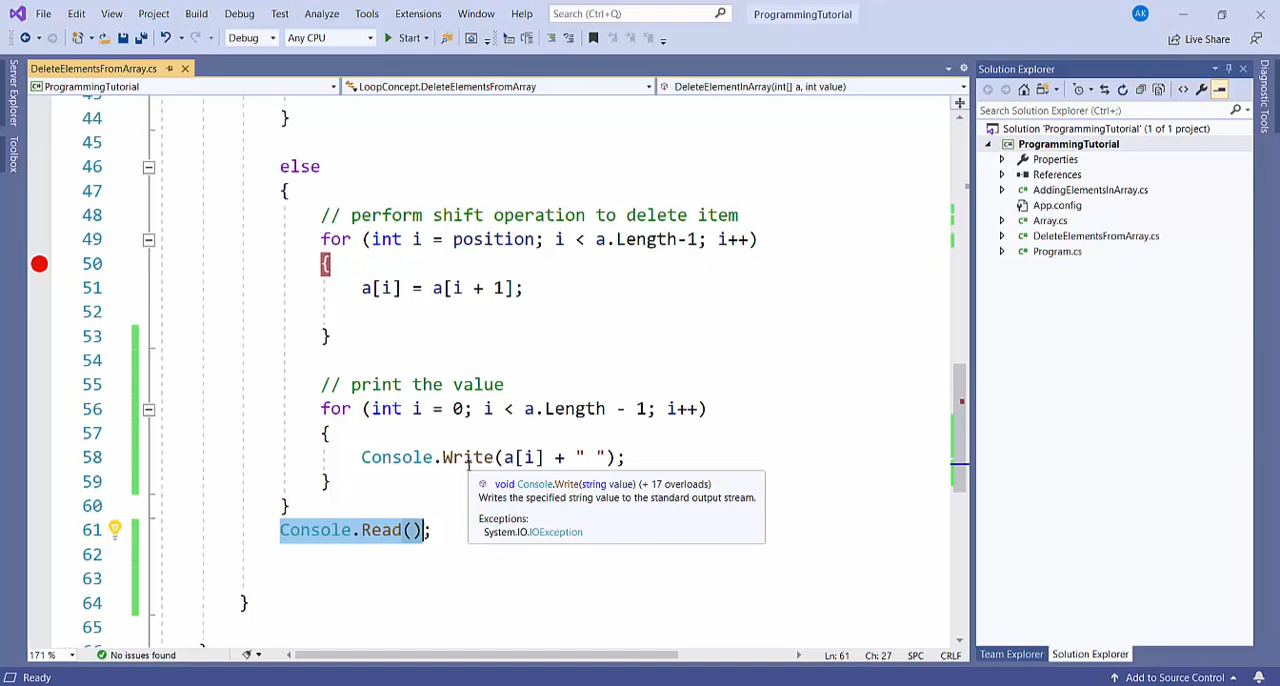 File Edit View Project Build Debug Test Analyze Tools Extensions Window Help Search (Ctrl+Q) ProgrammingTutorial AK
Debug Any CPU Start Live Share
Server Explorer
Toolbox
DeleteElementsFromArray.cs
ProgrammingTutorial LoopConcept.DeleteElementsFromArray DeleteElementInArray(int[] a, int value)
44 }
45
46 else
47 {
48 // perform shift operation to delete item
49 for (int i = position; i < a.Length-1; i++)
50 {
51 a[i] = a[i + 1];
52
53 }
54
55 // print the value
56 for (int i = 0; i < a.Length - 1; i++)
57 {
58 Console.Write(a[i] + " ");
59 }
60 }
61 Console.Read();
62
63
64 }
65
void Console.Write(string value) (+ 17 overloads)
Writes the specified string value to the standard output stream.
Exceptions:
System.IO.IOException
171 % No issues found Ln: 61 Ch: 27 SPC CRLF
Solution Explorer
Search Solution Explorer (Ctrl+;)
Solution 'ProgrammingTutorial' (1 of 1 project)
ProgrammingTutorial
Properties
References
AddingElementsInArray.cs
App.config
Array.cs
DeleteElementsFromArray.cs
Program.cs
Team Explorer Solution Explorer
Diagnostic Tools
Ready Add to Source Control